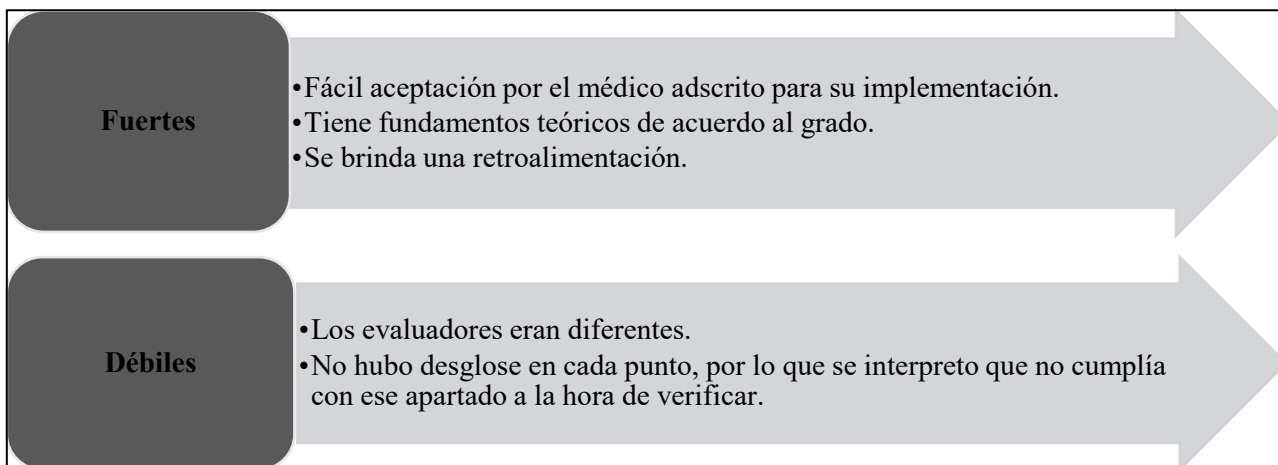 Fuertes
•Fácil aceptación por el médico adscrito para su implementación.
•Tiene fundamentos teóricos de acuerdo al grado.
•Se brinda una retroalimentación.
Débiles
•Los evaluadores eran diferentes.
•No hubo desglose en cada punto, por lo que se interpreto que no cumplía
con ese apartado a la hora de verificar.